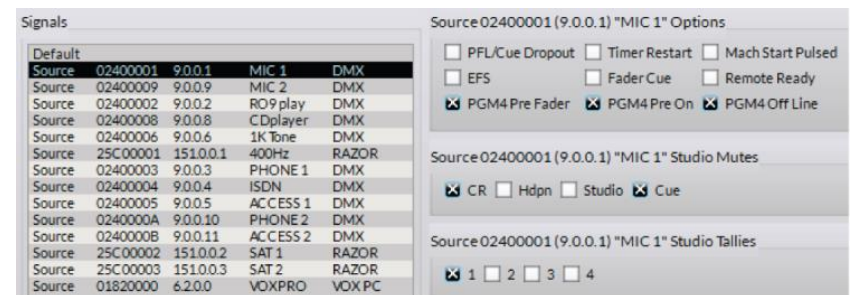 Signals
Default
Source 02400001 9.0.0.1 MIC 1 DMX
Source 02400009 9.0.0.9 MIC 2 DMX
Source 02400002 9.0.0.2 RO9 play DMX
Source 02400008 9.0.0.8 CDplayer DMX
Source 02400006 9.0.0.6 1K Tone DMX
Source 25C00001 151.0.0.1 400Hz RAZOR
Source 02400003 9.0.0.3 PHONE 1 DMX
Source 02400004 9.0.0.4 ISDN DMX
Source 02400005 9.0.0.5 ACCESS 1 DMX
Source 0240000A 9.0.0.10 PHONE 2 DMX
Source 0240000B 9.0.0.11 ACCESS 2 DMX
Source 25C00002 151.0.0.2 SAT 1 RAZOR
Source 25C00003 151.0.0.3 SAT 2 RAZOR
Source 01820000 6.2.0.0 VOXPRO VOX PC
Source 02400001 (9.0.0.1) "MIC 1" Options
PFL/Cue Dropout Timer Restart Mach Start Pulsed
EFS Fader Cue Remote Ready
PGM4 Pre Fader PGM4 Pre On PGM4 Off Line
Source 02400001 (9.0.0.1) "MIC 1" Studio Mutes
CR Hdpn Studio Cue
Source 02400001 (9.0.0.1) "MIC 1" Studio Tallies
1 2 3 4